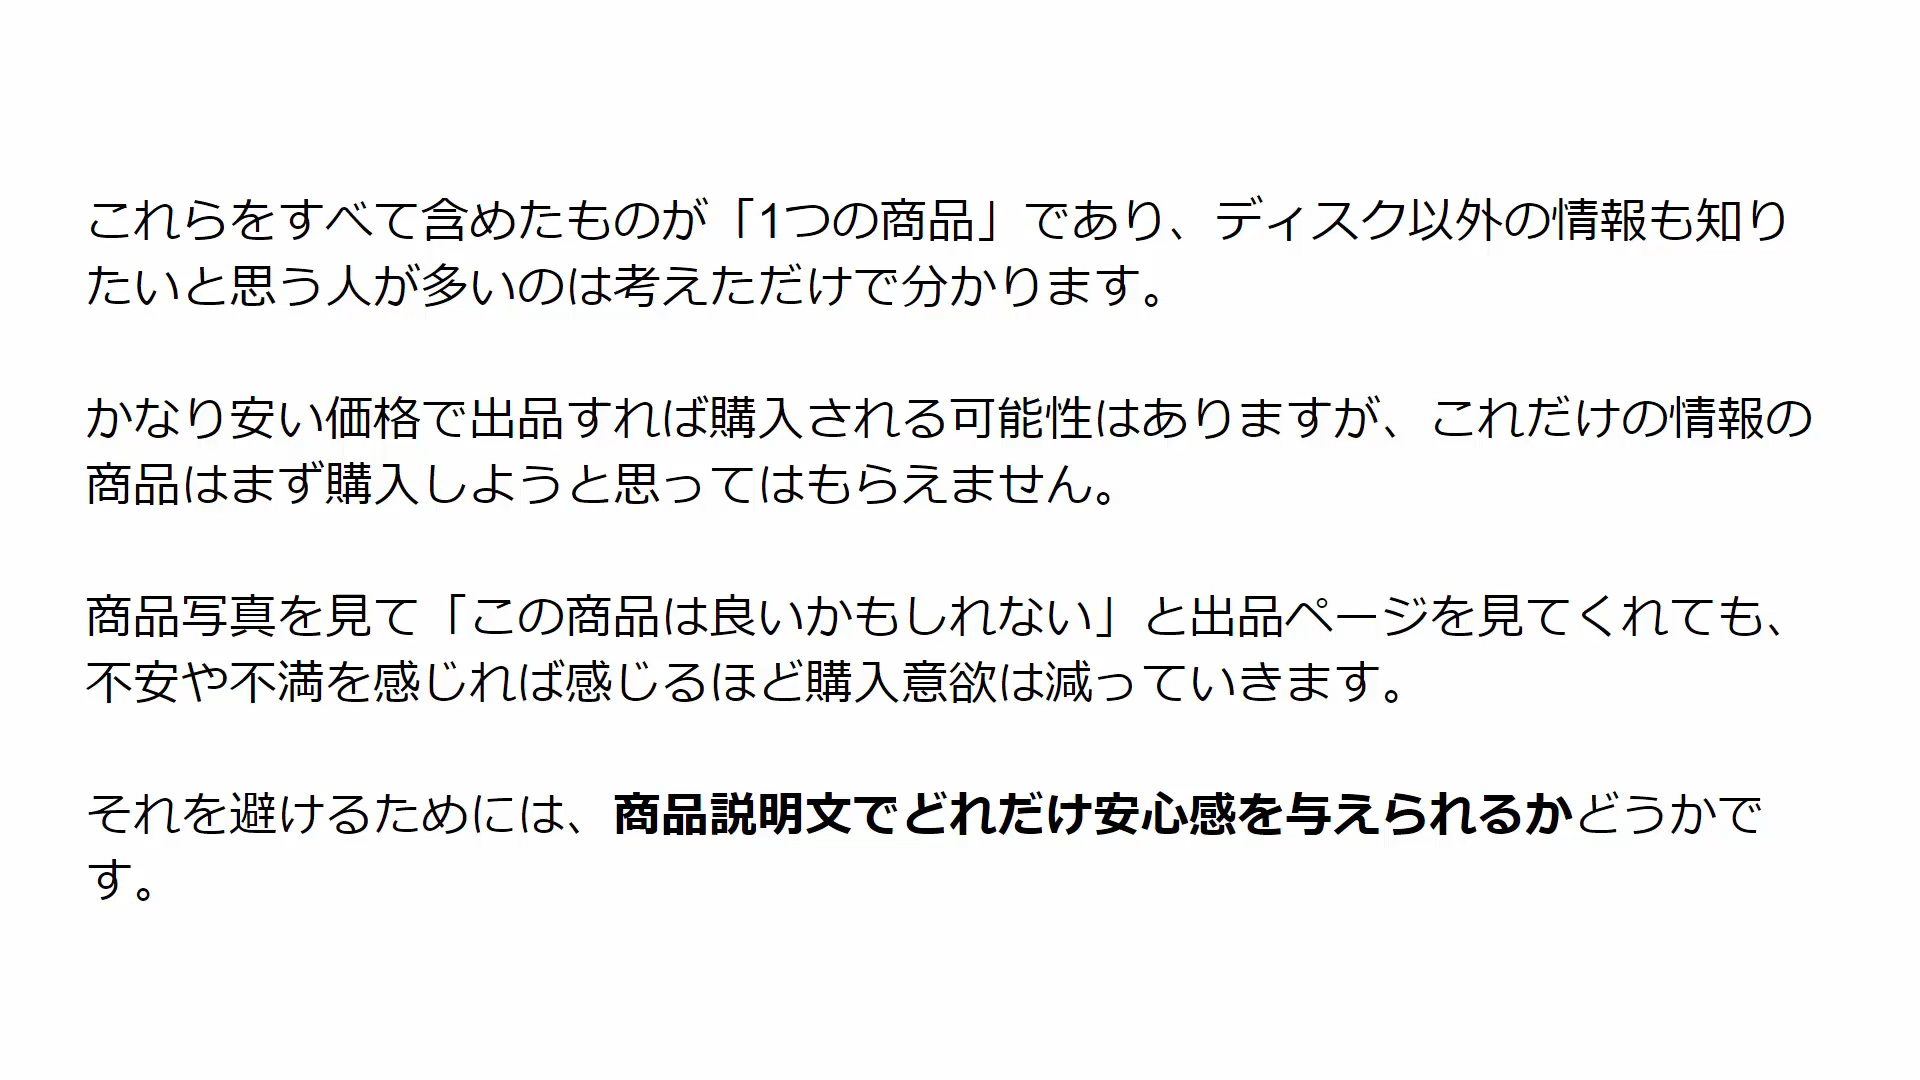 これらをすべて含めたものが「1つの商品」であり、ディスク以外の情報も知り
たいと思う人が多いのは考えただけで分かります。
かなり安い価格で出品すれば購入される可能性はありますが、これだけの情報の
商品はまず購入しようと思ってはもらえません。
商品写真を見て「この商品は良いかもしれない」と出品ページを見てくれても、
不安や不満を感じれば感じるほど購入意欲は減っていきます。
それを避けるためには、商品説明文でどれだけ安心感を与えられるかどうかで
す。